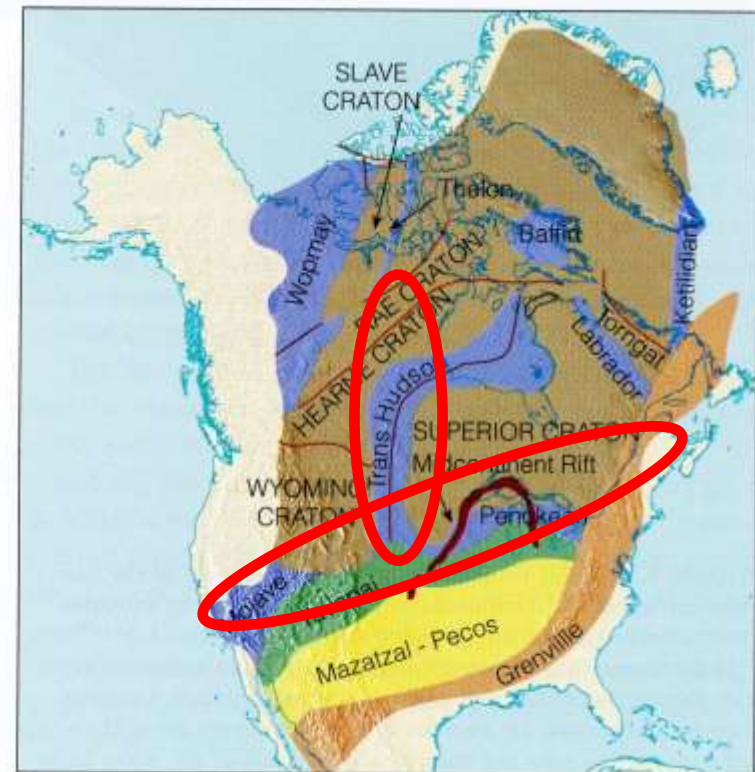 SLAVE
CRATON
Thelon
Baffin
Wopmay
Ketilidian
RAE CRATON
Torngat
HEARNE CRATON
Labrador
Trans Hudson
SUPERIOR CRATON
Midcontinent Rift
WYOMING
CRATON
Penokean
Mojave
Mazatzal - Pecos
Grenville